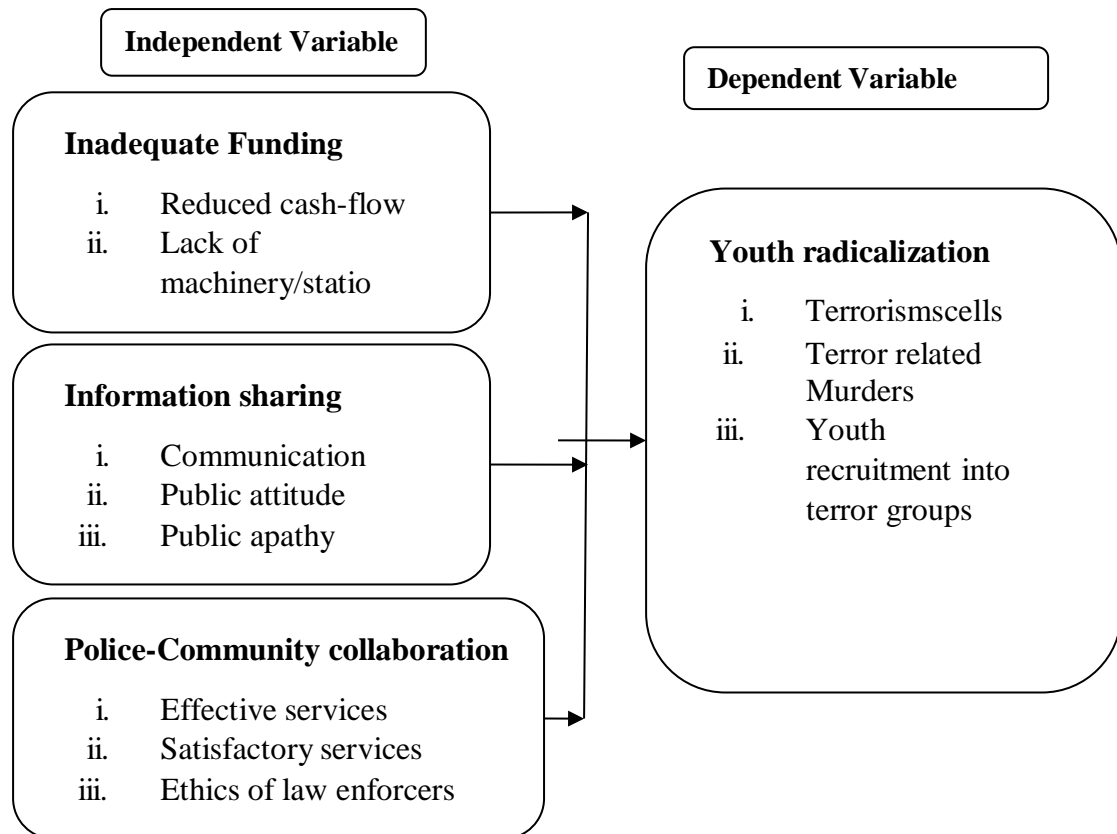 Independent Variable
Dependent Variable
Inadequate Funding
i. Reduced cash-flow
ii. Lack of
machinery/statio
Information sharing
i. Communication
ii. Public attitude
iii. Public apathy
Police-Community collaboration
i. Effective services
ii. Satisfactory services
iii. Ethics of law enforcers
Youth radicalization
i. Terrorismscells
ii. Terror related
Murders
iii. Youth
recruitment into
terror groups